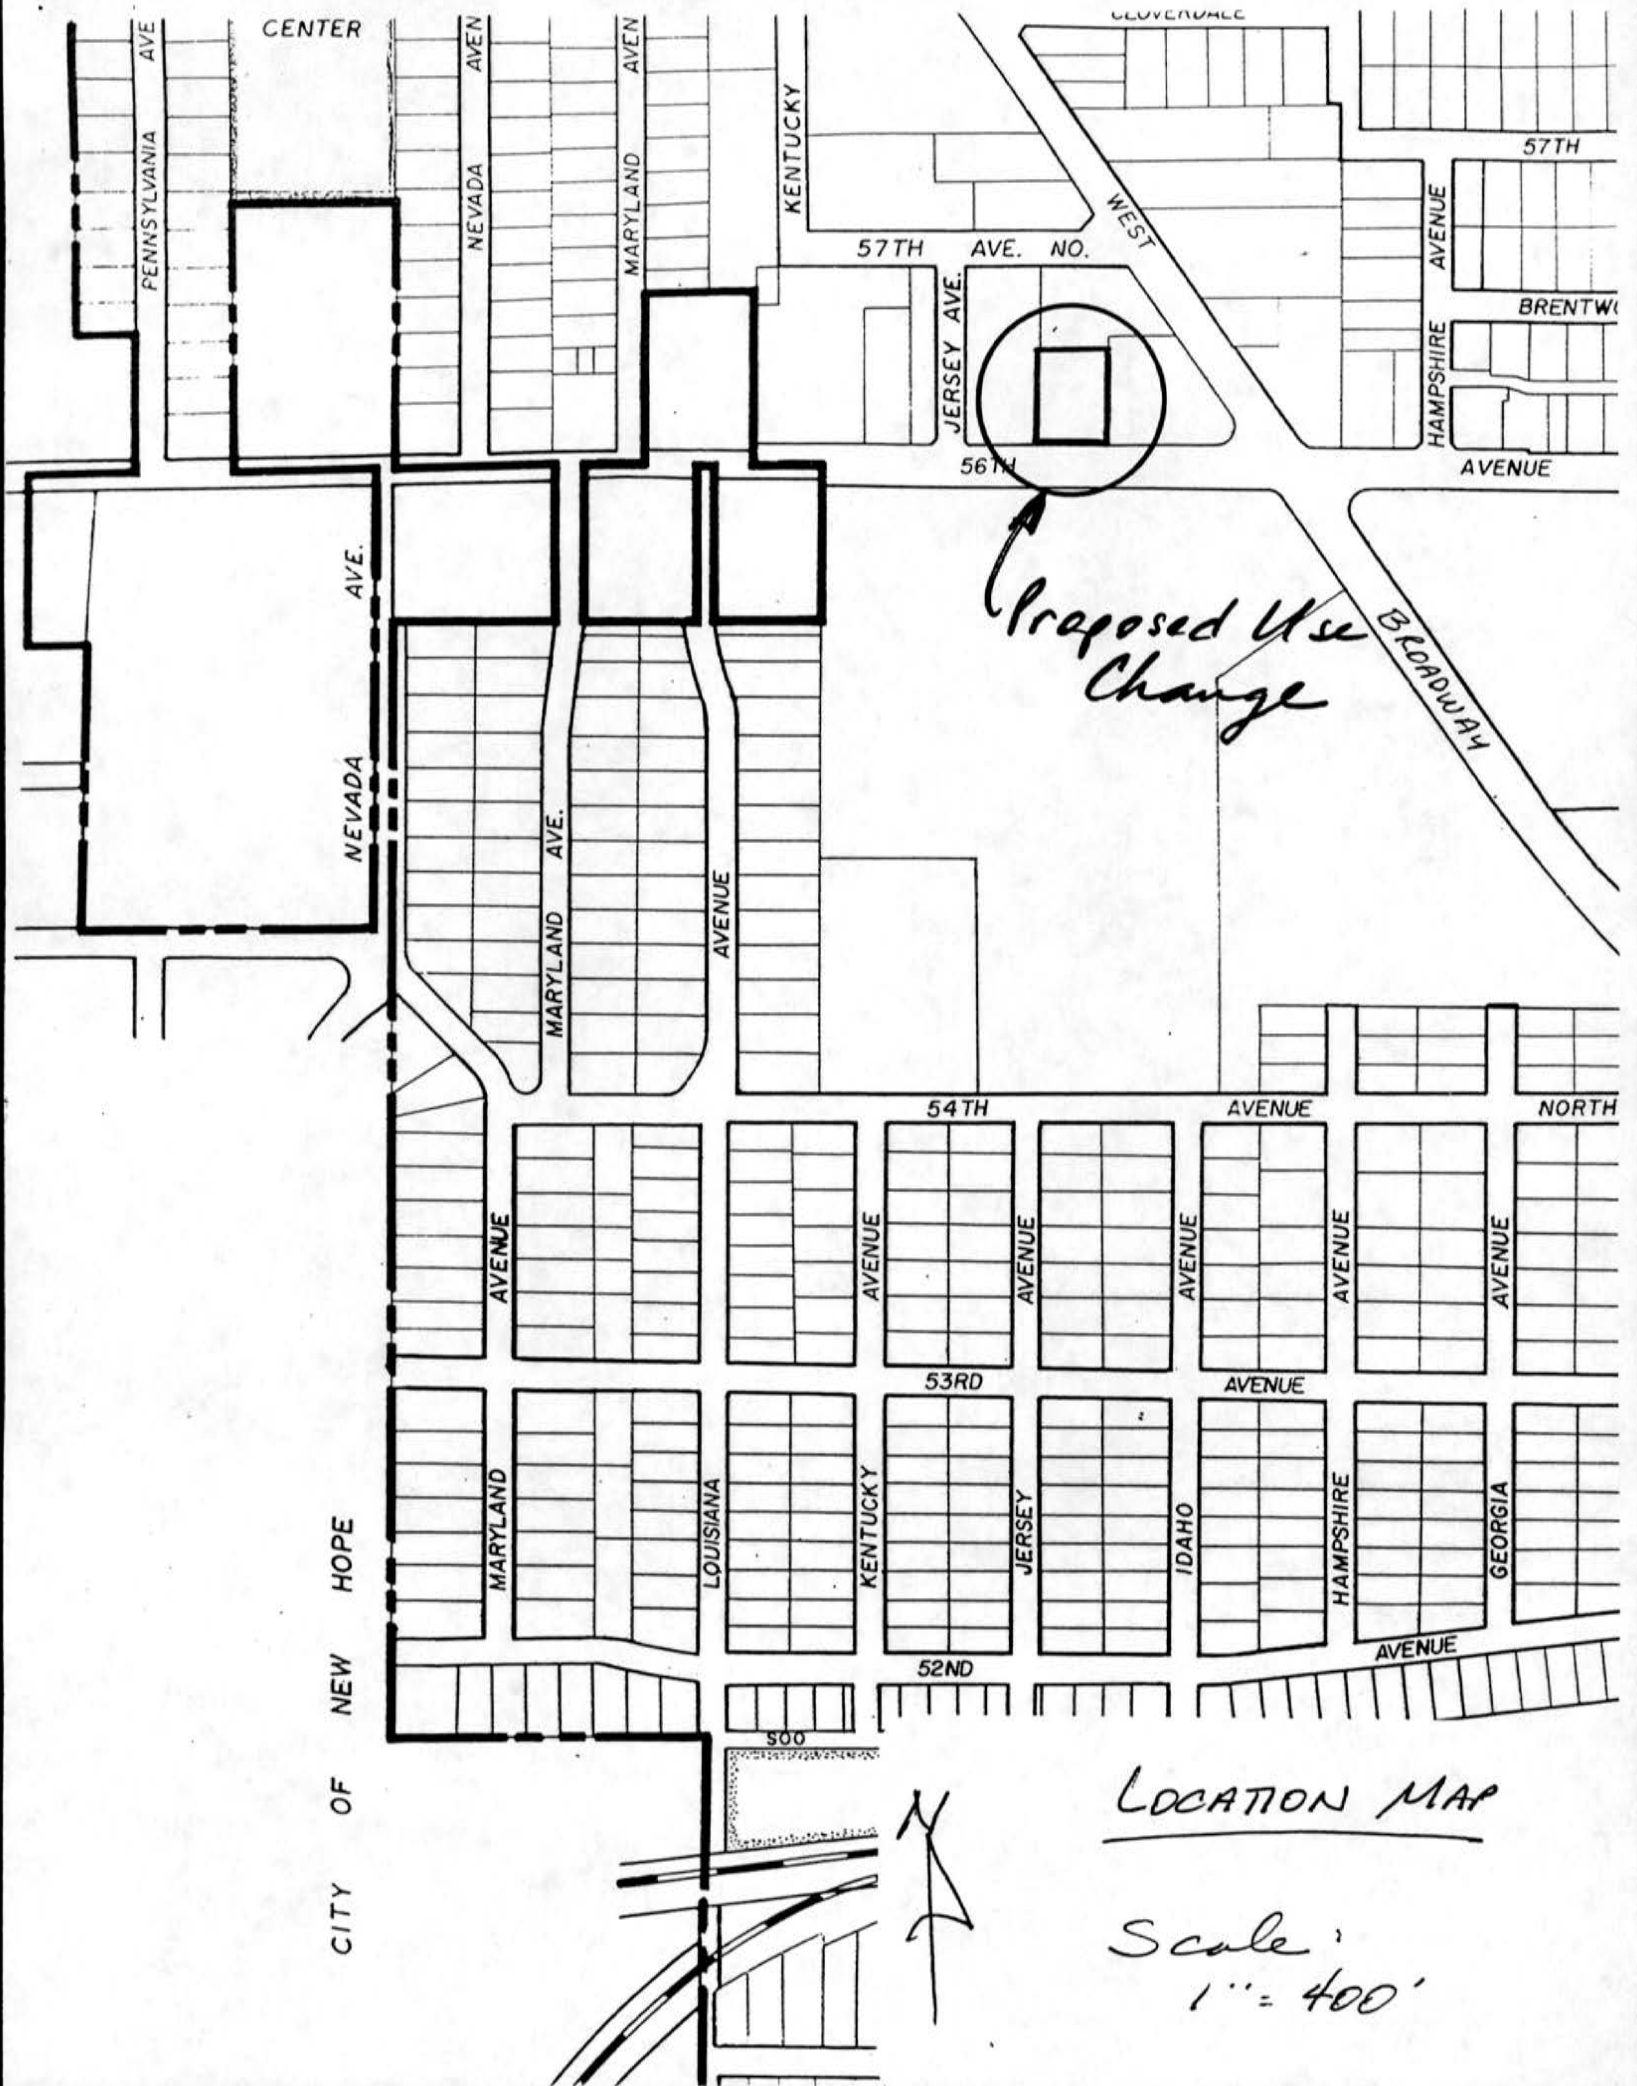 CENTER
CLOVERDALE
AVE
AVEN
AVEN
PENNSYLVANIA
NEVADA
MARYLAND
KENTUCKY
57TH
WEST
AVENUE
57TH AVE. NO.
BRENTWO
JERSEY AVE.
HAMPSHIRE
56TH
AVENUE
AVE.
NEVADA
Proposed Use
Change
BROADWAY
MARYLAND AVE.
AVENUE
54TH AVENUE NORTH
AVENUE
AVENUE
AVENUE
AVENUE
AVENUE
AVENUE
53RD AVENUE
MARYLAND
LOUISIANA
KENTUCKY
JERSEY
IDAHO
HAMPSHIRE
GEORGIA
52ND AVENUE
SOO
CITY OF NEW HOPE
N
LOCATION MAP
Scale:
1" = 400'